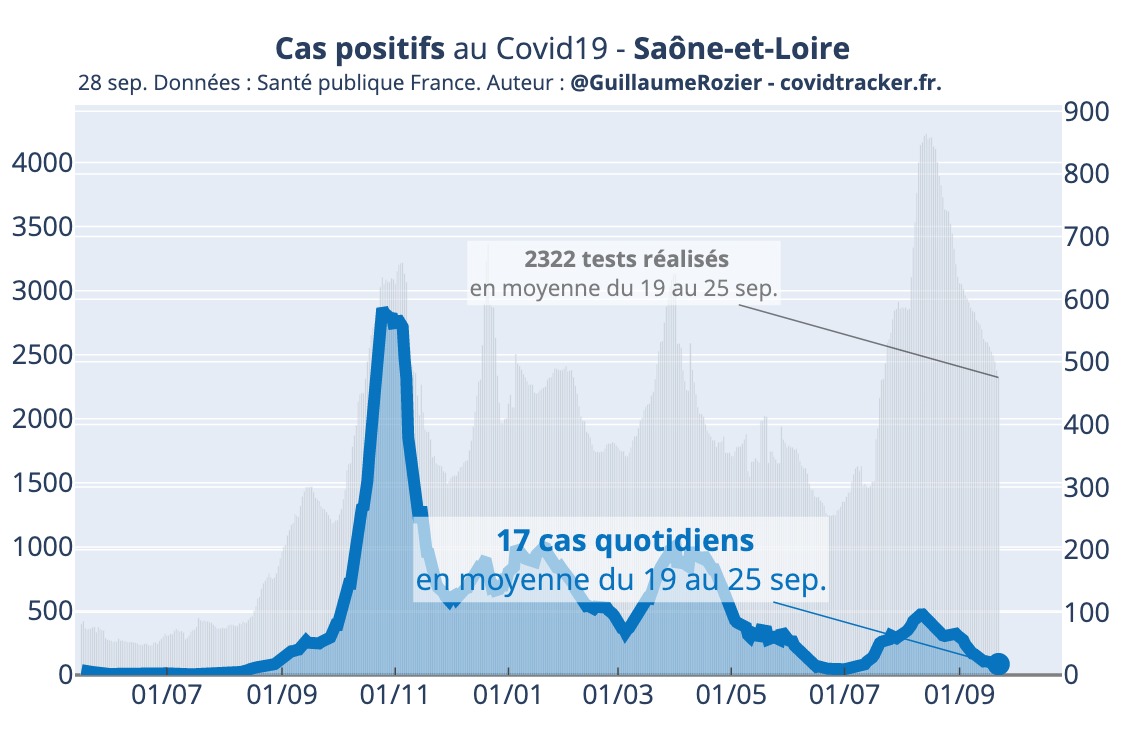 Cas positifs au Covid19 - Saône-et-Loire
28 sep. Données : Santé publique France. Auteur : @GuillaumeRozier - covidtracker.fr.
900
4000
800
3500
700
2322 tests réalisés
en moyenne du 19 au 25 sep.
3000
600
2500
500
2000
400
1500
300
17 cas quotidiens
en moyenne du 19 au 25 sep.
1000
200
500
100
0
0
01/07 01/09 01/11 01/01 01/03 01/05 01/07 01/09